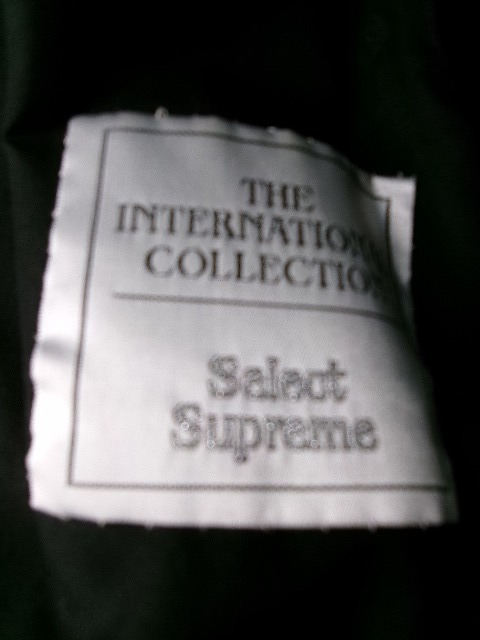 THE
INTERNATIONAL
COLLECTION
Select
Supreme